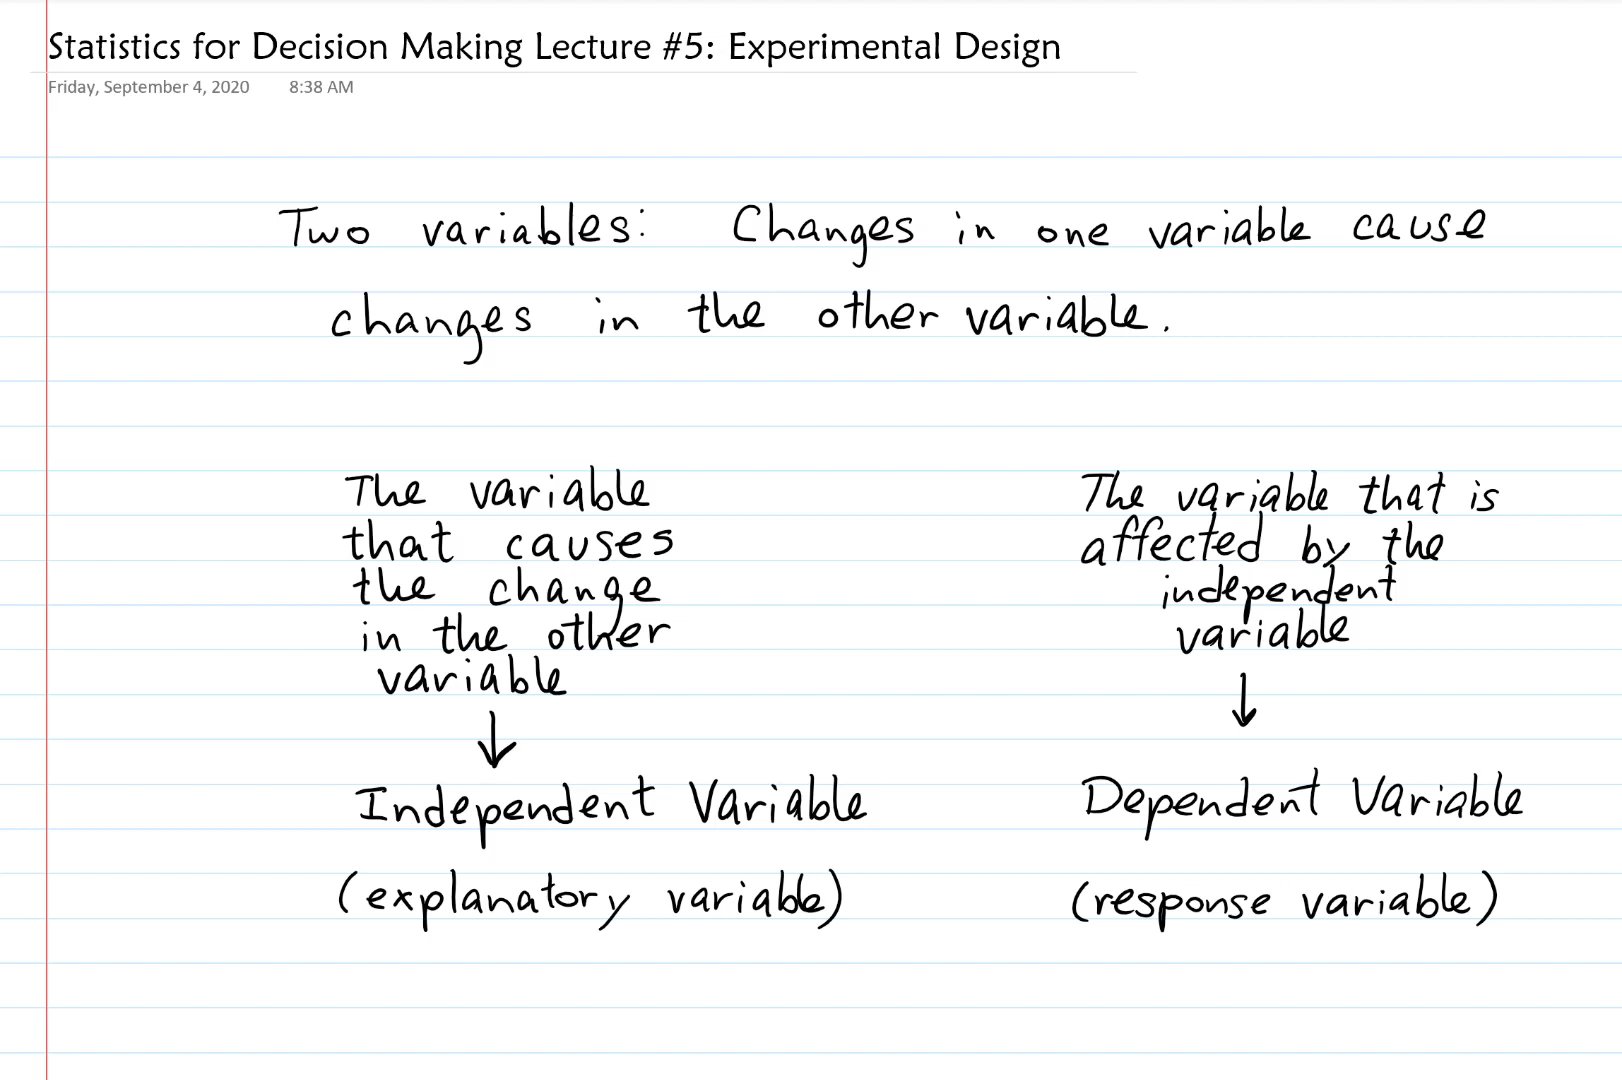 Statistics for Decision Making Lecture #5: Experimental Design
Friday, September 4, 2020 8:38 AM
Two variables: Changes in one variable cause
changes in the other variable.
The variable
that causes
the change
in the other
variable
↓
Independent Variable
(explanatory variable)
The variable that is
affected by the
independent
variable
↓
Dependent Variable
(response variable)